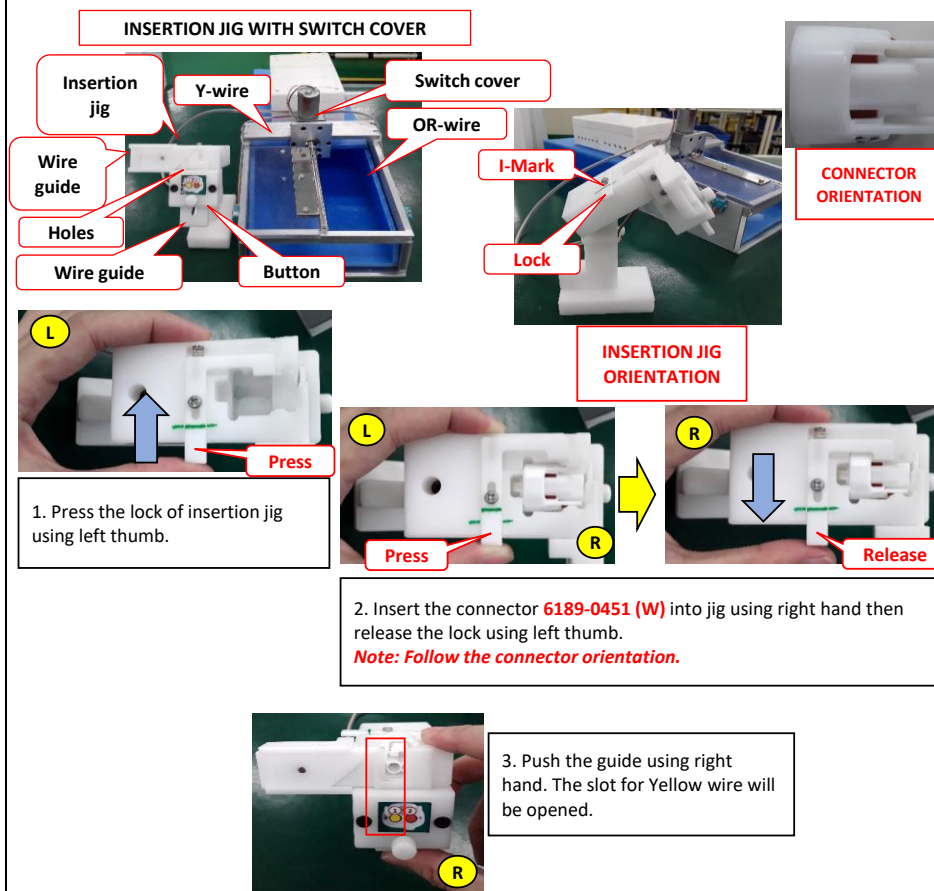 INSERTION JIG WITH SWITCH COVER
Insertion
jig
Y-wire
Switch cover
OR-wire
Wire
guide
Holes
Wire guide
Button
I-Mark
Lock
CONNECTOR
ORIENTATION
INSERTION JIG
ORIENTATION
L
Press
1. Press the lock of insertion jig
using left thumb.
L
Press
R
R
Release
2. Insert the connector 6189-0451 (W) into jig using right hand then
release the lock using left thumb.
Note: Follow the connector orientation.
1 2
R
3. Push the guide using right
hand. The slot for Yellow wire will
be opened.